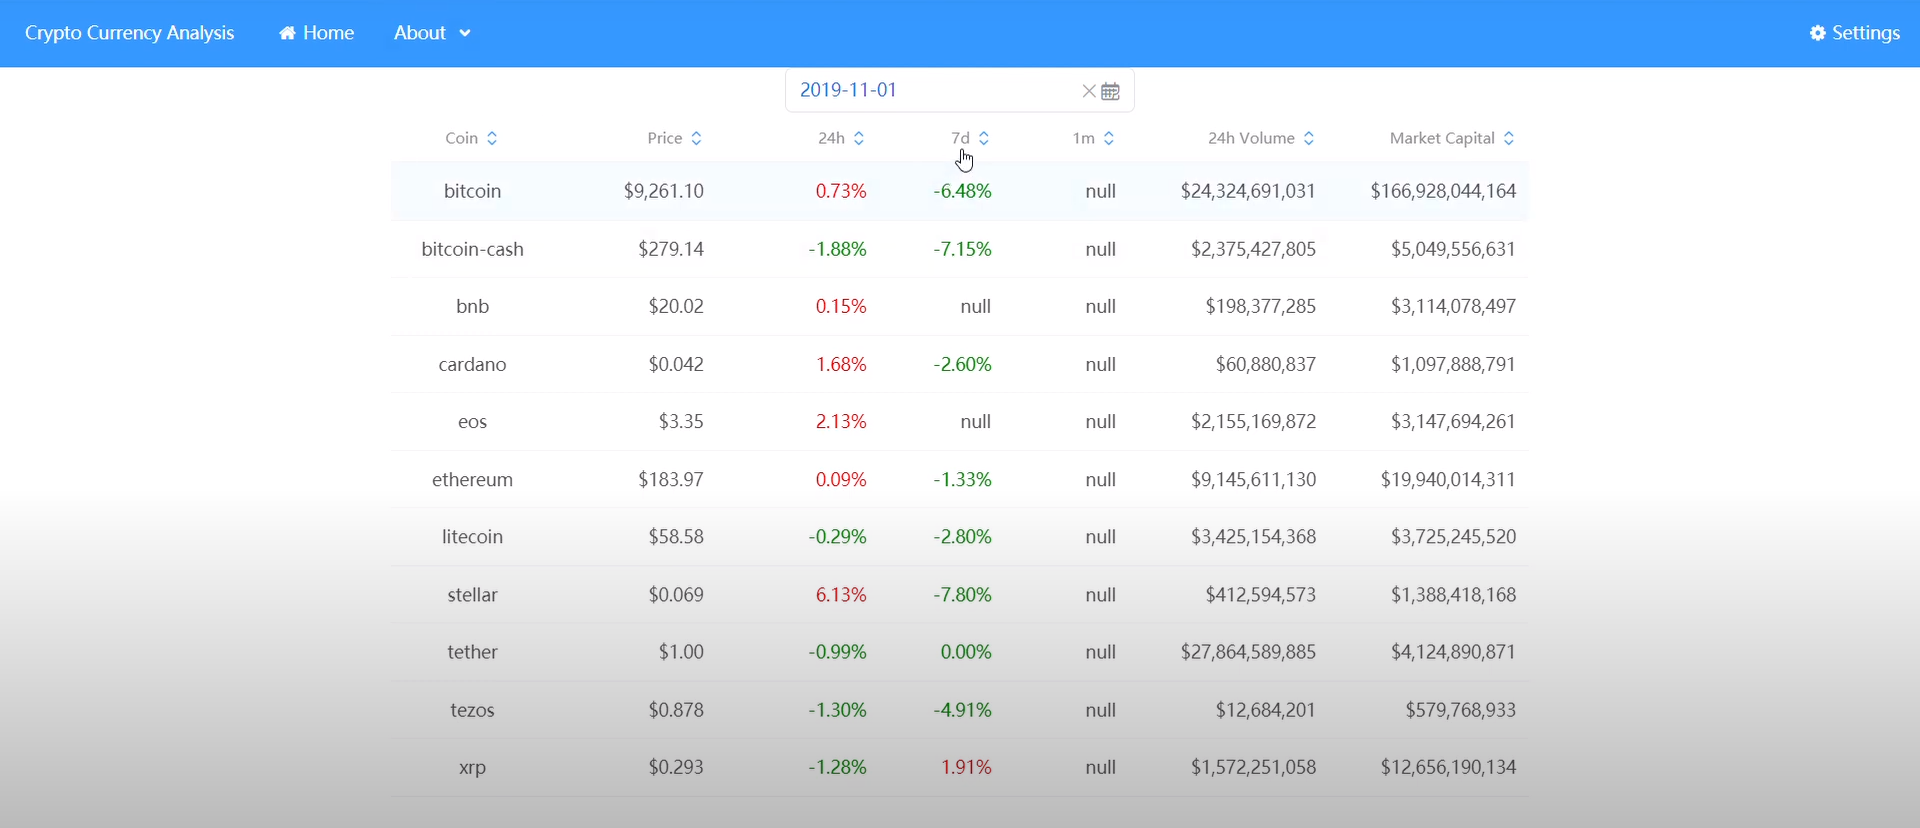 Crypto Currency Analysis Home About Settings
2019-11-01
Coin Price 24h 7d 1m 24h Volume Market Capital
bitcoin $9,261.10 0.73% -6.48% null $24,324,691,031 $166,928,044,164
bitcoin-cash $279.14 -1.88% -7.15% null $2,375,427,805 $5,049,556,631
bnb $20.02 0.15% null null $198,377,285 $3,114,078,497
cardano $0.042 1.68% -2.60% null $60,880,837 $1,097,888,791
eos $3.35 2.13% null null $2,155,169,872 $3,147,694,261
ethereum $183.97 0.09% -1.33% null $9,145,611,130 $19,940,014,311
litecoin $58.58 -0.29% -2.80% null $3,425,154,368 $3,725,245,520
stellar $0.069 6.13% -7.80% null $412,594,573 $1,388,418,168
tether $1.00 -0.99% 0.00% null $27,864,589,885 $4,124,890,871
tezos $0.878 -1.30% -4.91% null $12,684,201 $579,768,933
xrp $0.293 -1.28% 1.91% null $1,572,251,058 $12,656,190,134